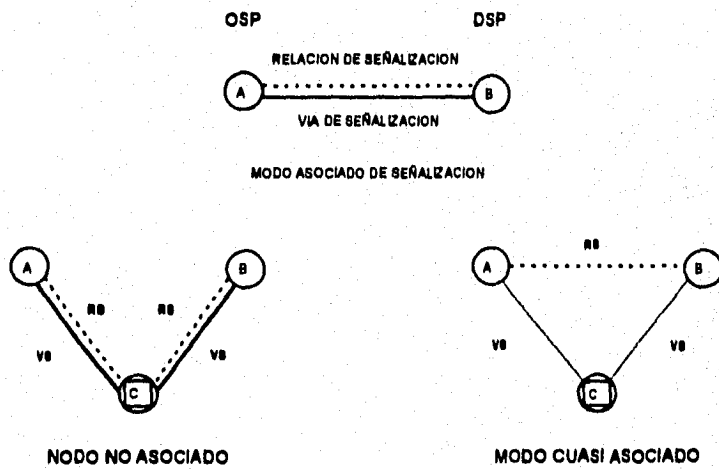 OSP DSP
RELACION DE SEÑALIZACION
A B
VIA DE SEÑALIZACION
MODO ASOCIADO DE SEÑALIZACION
A B
RS RS
VS VS
C
NODO NO ASOCIADO
A RS B
VS VS
C
MODO CUASI ASOCIADO